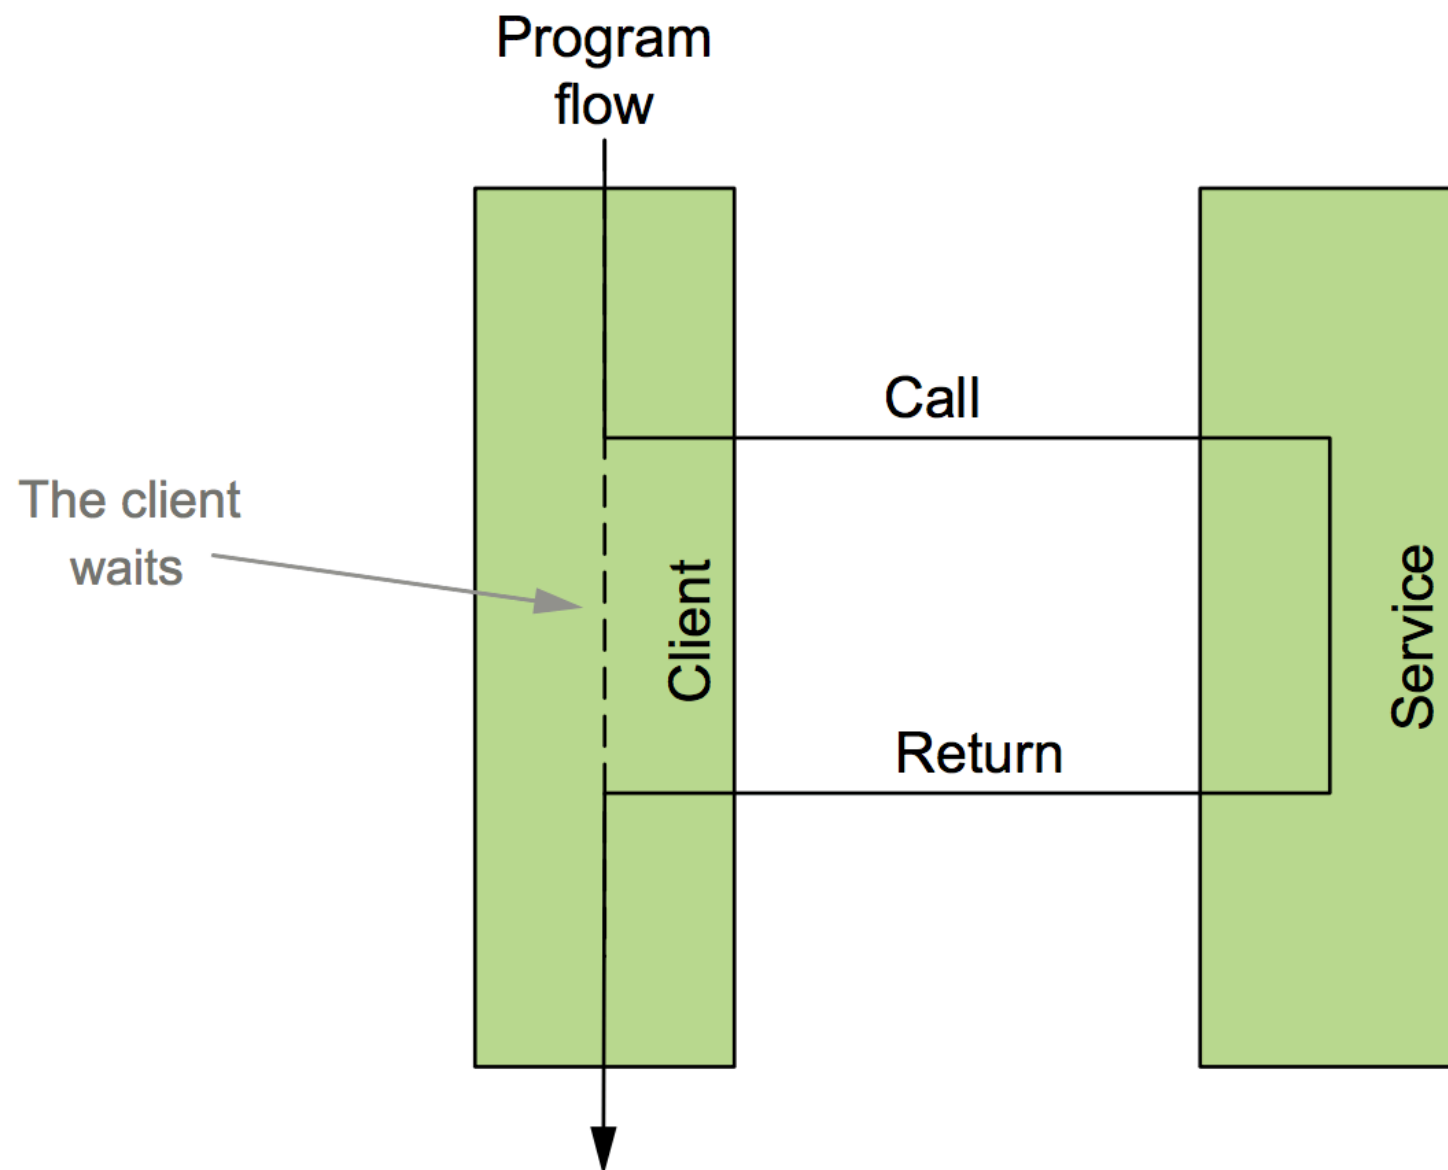 Program
flow
Call
The client
waits
Client
Service
Return